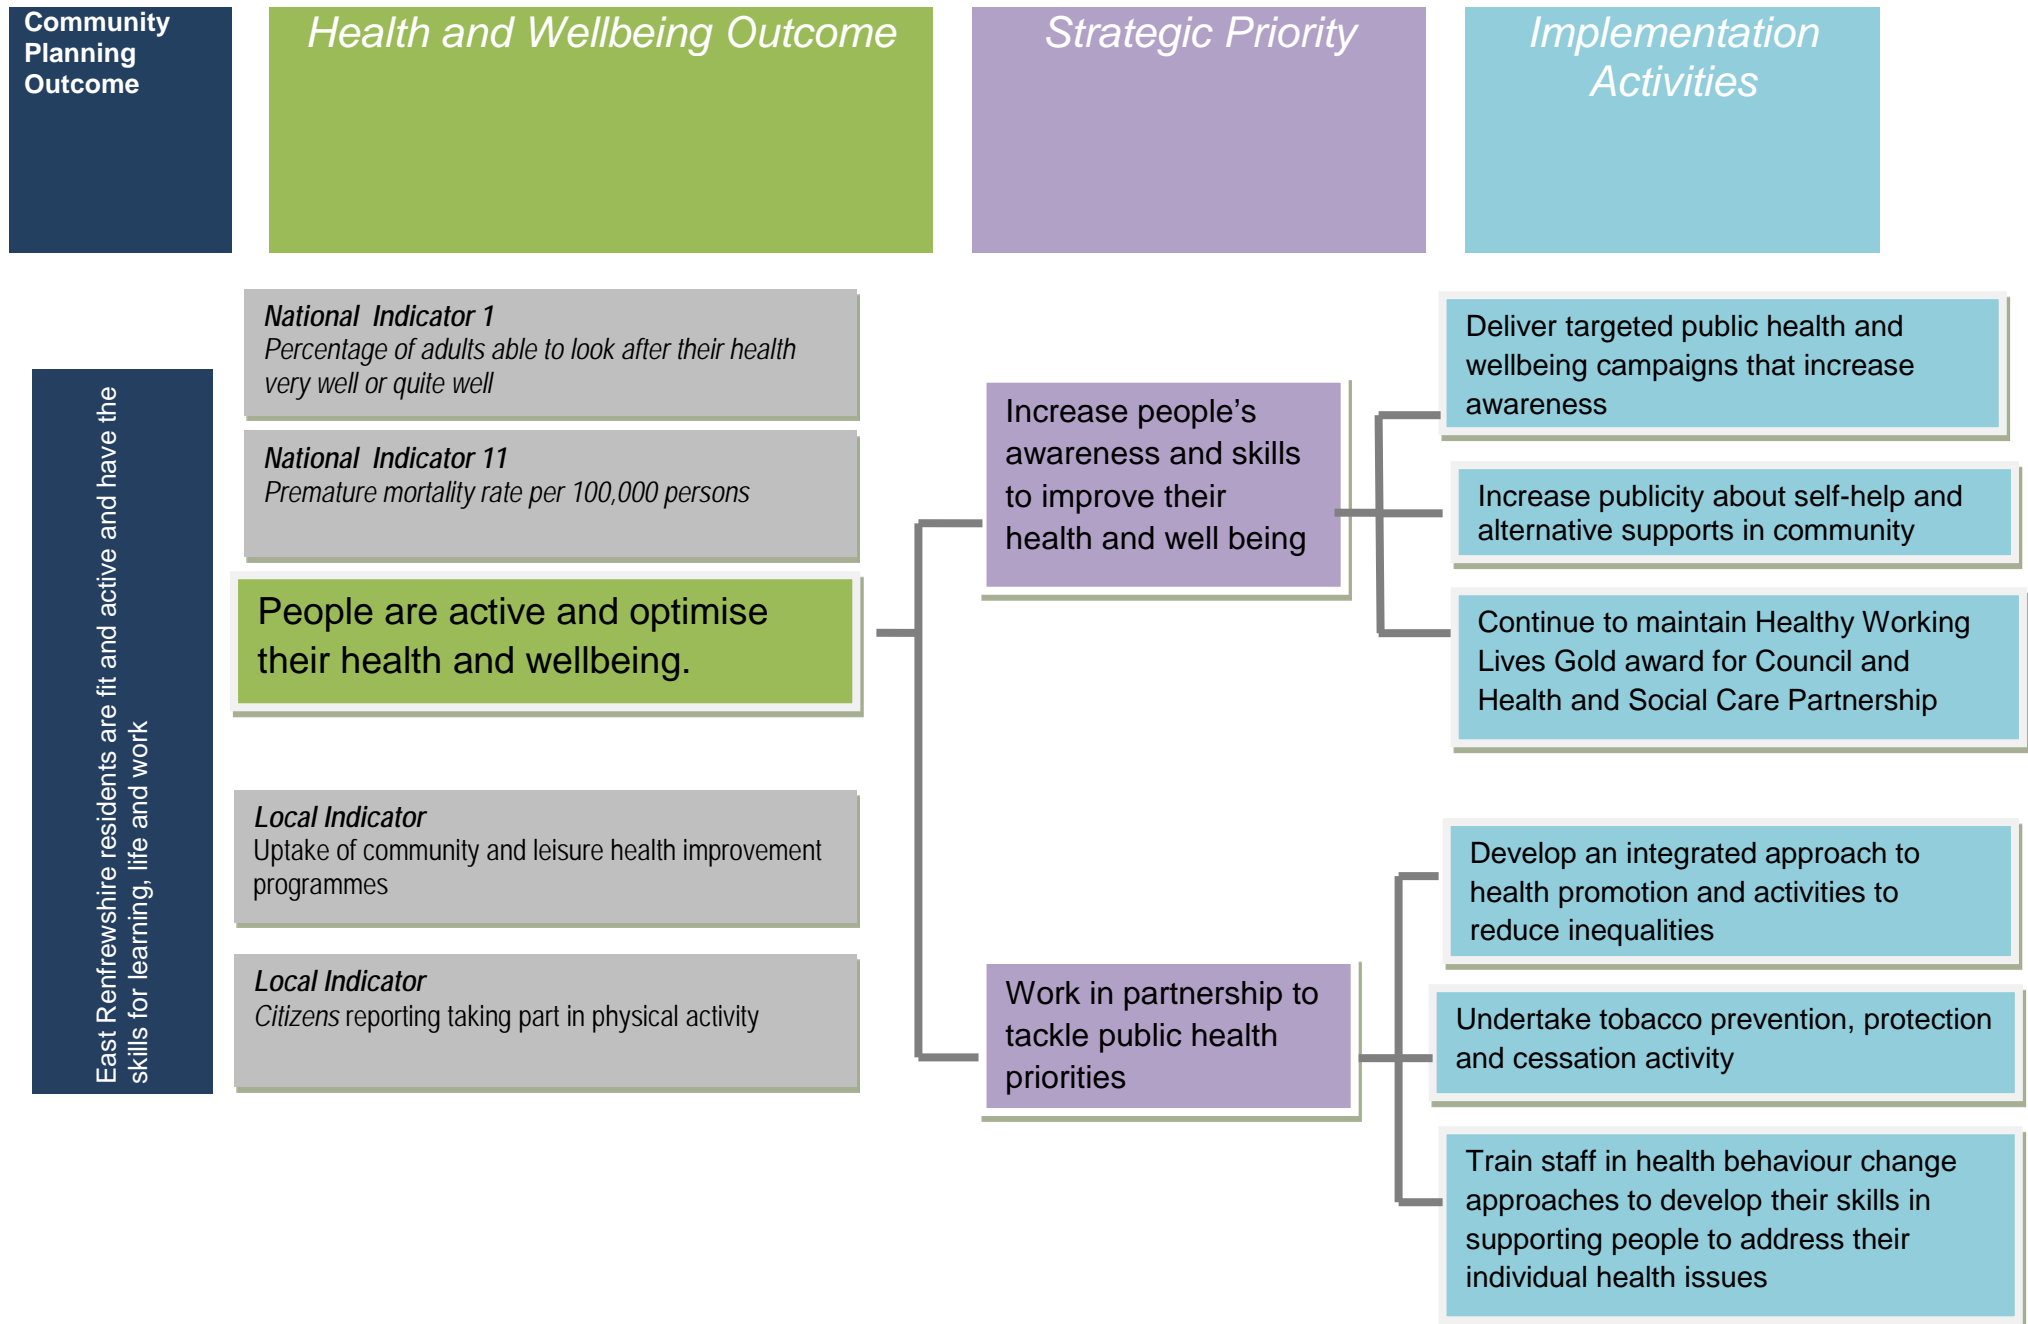 Community
Planning
Outcome
Health and Wellbeing Outcome
Strategic Priority
Implementation
Activities
East Renfrewshire residents are fit and active and have the
skills for learning, life and work
National Indicator 1
Percentage of adults able to look after their health
very well or quite well
National Indicator 11
Premature mortality rate per 100,000 persons
People are active and optimise
their health and wellbeing.
Local Indicator
Uptake of community and leisure health improvement
programmes
Local Indicator
Citizens reporting taking part in physical activity
Increase people’s
awareness and skills
to improve their
health and well being
Work in partnership to
tackle public health
priorities
Deliver targeted public health and
wellbeing campaigns that increase
awareness
Increase publicity about self-help and
alternative supports in community
Continue to maintain Healthy Working
Lives Gold award for Council and
Health and Social Care Partnership
Develop an integrated approach to
health promotion and activities to
reduce inequalities
Undertake tobacco prevention, protection
and cessation activity
Train staff in health behaviour change
approaches to develop their skills in
supporting people to address their
individual health issues